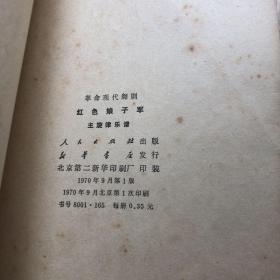 革命现代舞剧
红色娘子军
主旋律乐谱
人民出版社出版
新华书店发行
北京第二新华印刷厂印装
1970年9月第1版
1970年9月北京第1次印刷
书号8001·165 每册0.35元